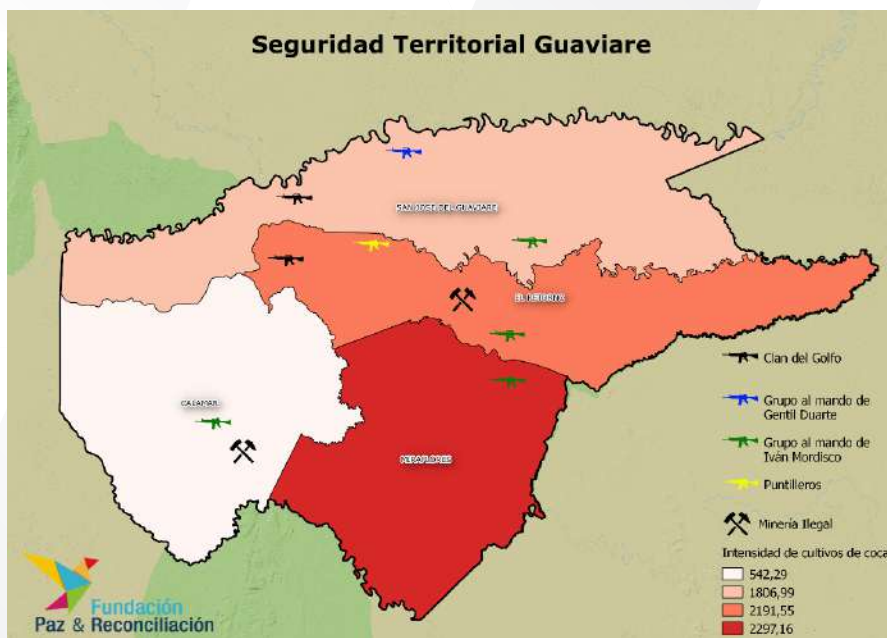 Seguridad Territorial Guaviare
SAN JOSE DEL GUAVIARE
EL RETORNO
CALAMAR
MIRAFLORES
Clan del Golfo
Grupo al mando de
Gentil Duarte
Grupo al mando de
Iván Mordisco
Puntilleros
Minería Illegal
Intensidad de cultivos de coca
542,29
1806,99
2191,55
2297,16
Fundación
Paz & Reconciliación